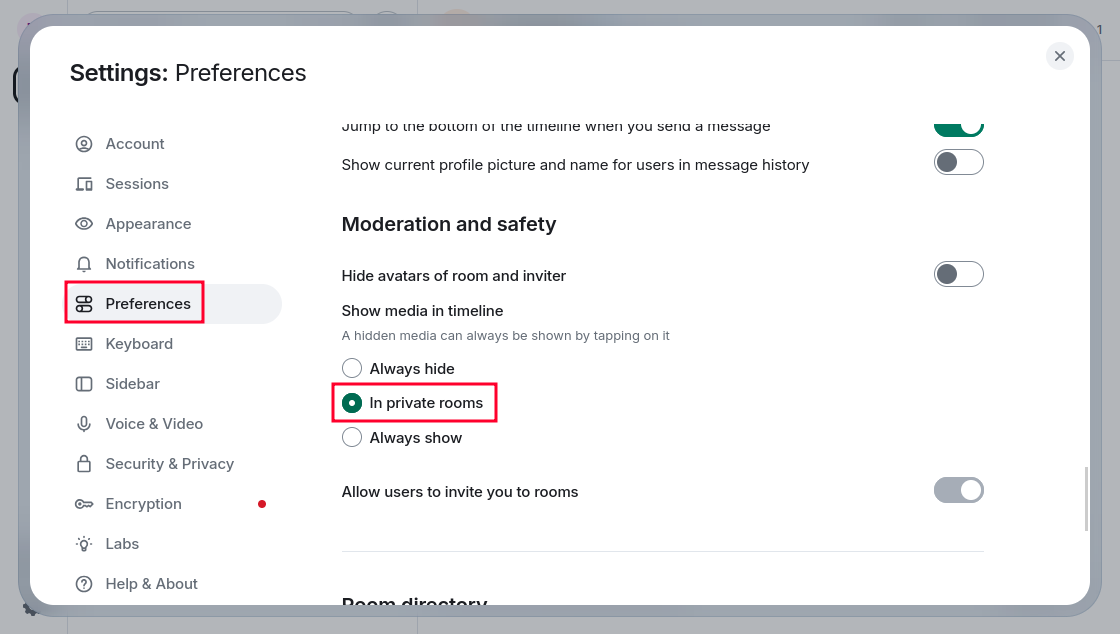 Settings: Preferences
Account
Sessions
Appearance
Notifications
Preferences
Keyboard
Sidebar
Voice & Video
Security & Privacy
Encryption
Labs
Help & About
Jump to the bottom of the timeline when you send a message
Show current profile picture and name for users in message history
Moderation and safety
Hide avatars of room and inviter
Show media in timeline
A hidden media can always be shown by tapping on it
Always hide
In private rooms
Always show
Allow users to invite you to rooms
Room directory
1